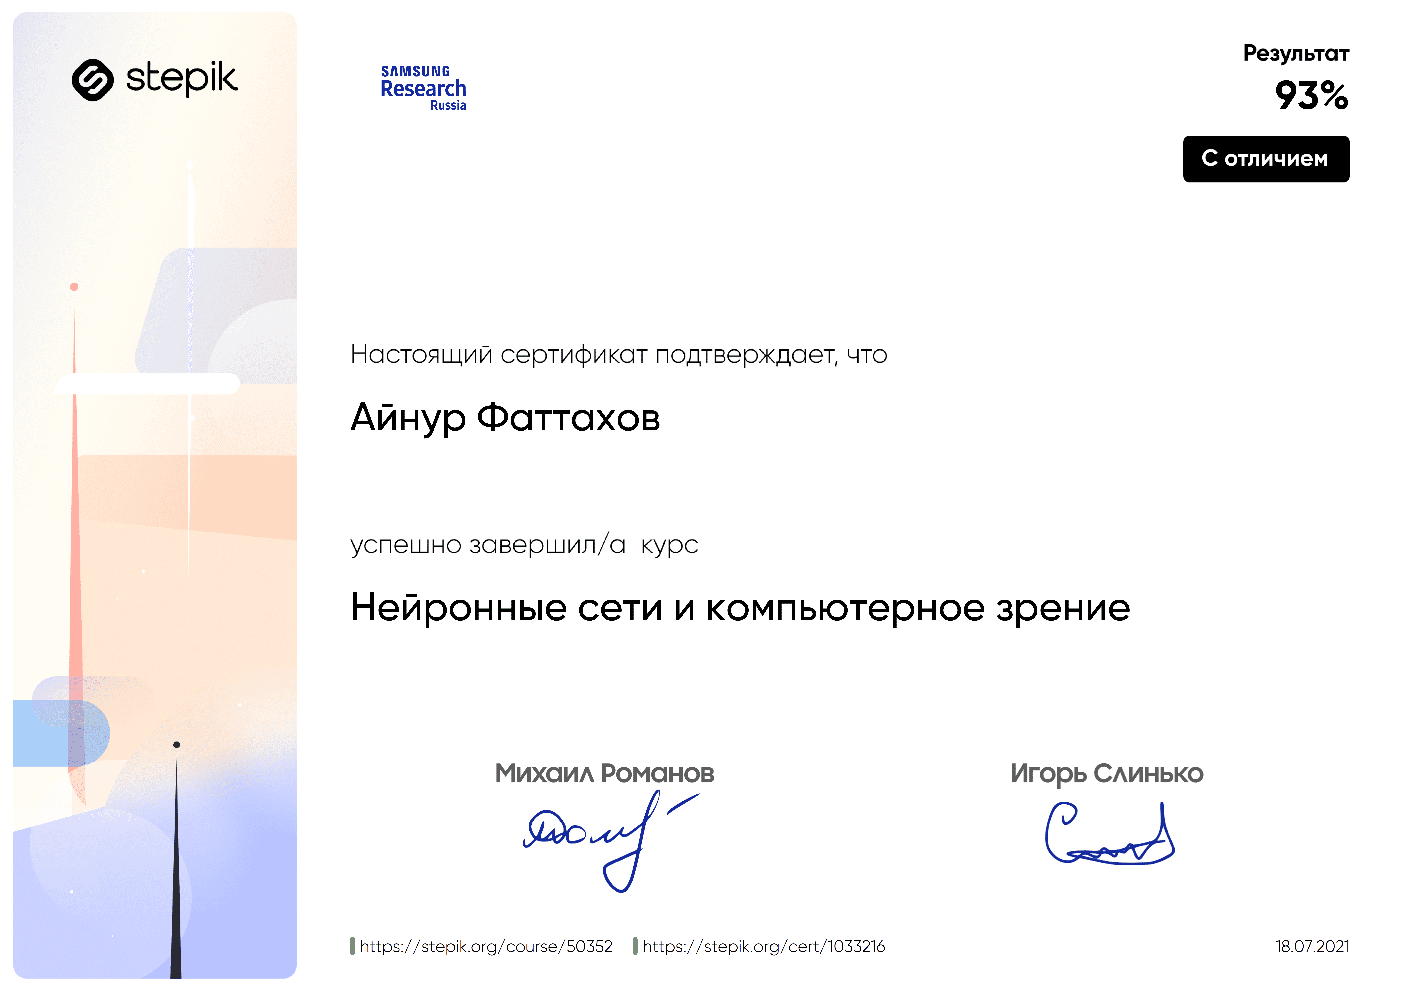 stepik
SAMSUNG
Research
Russia
Результат
93%
С отличием
Настоящий сертификат подтверждает, что
Айнур Фаттахов
успешно завершил/а курс
Нейронные сети и компьютерное зрение
Михаил Романов
Игорь Слинько
https://stepik.org/course/50352
https://stepik.org/cert/1033216
18.07.2021